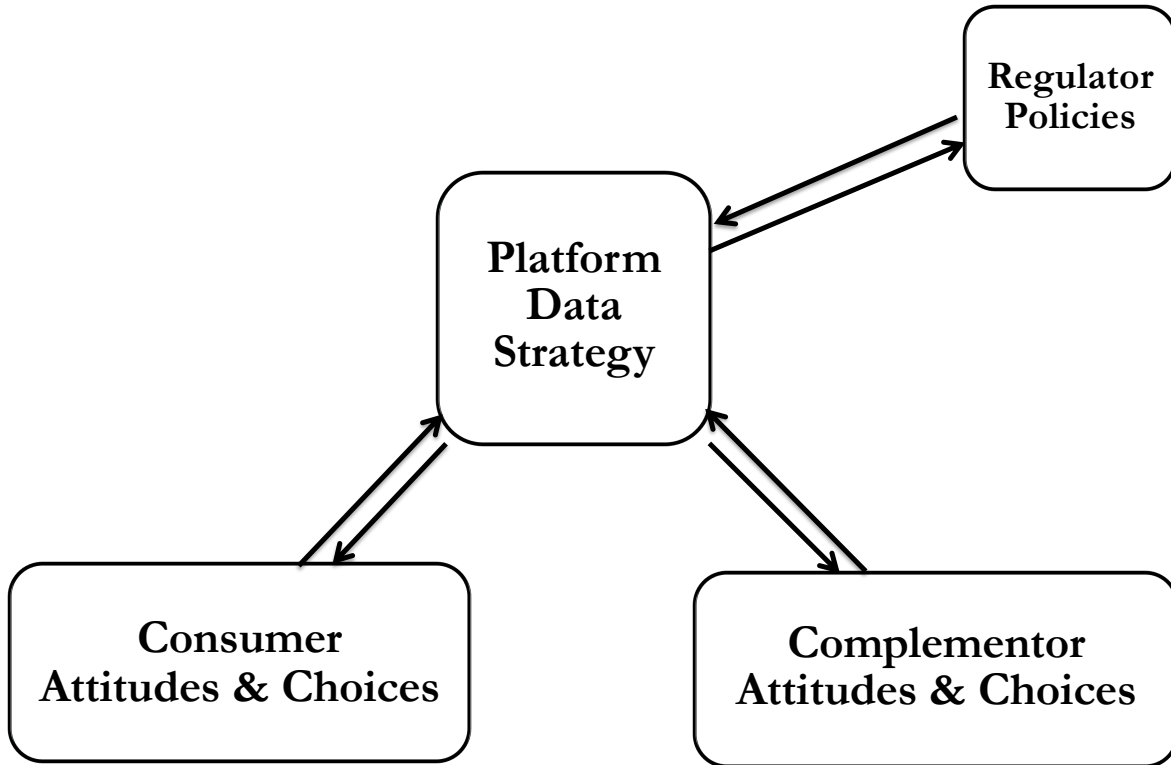 Regulator
Policies
Platform
Data
Strategy
Consumer
Attitudes & Choices
Complementor
Attitudes & Choices